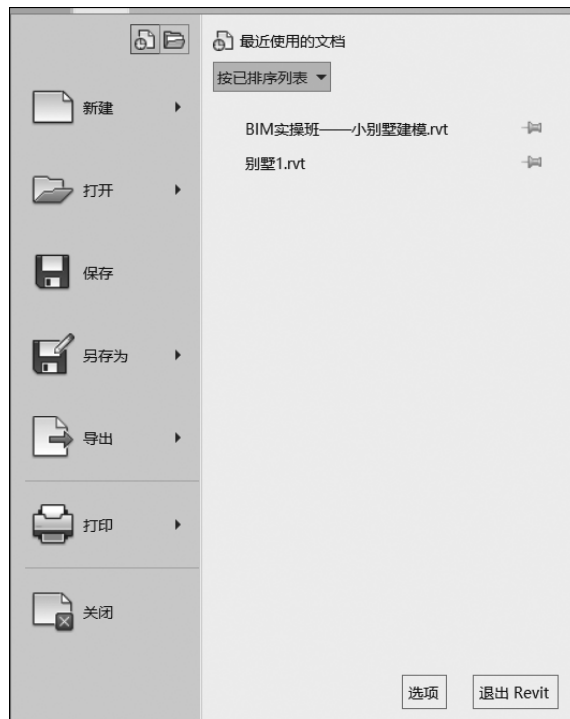 最近使用的文档
按已排序列表
BIM实操班——小别墅建模.rvt
别墅1.rvt
新建
打开
保存
另存为
导出
打印
关闭
选项
退出 Revit